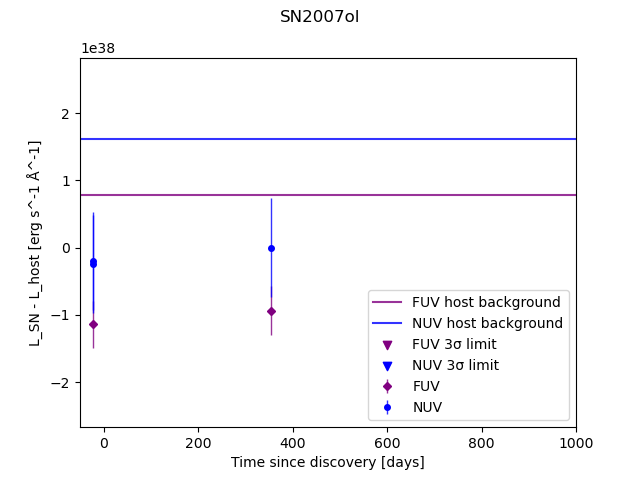 SN2007ol
1e38
2
1
0
−1
−2
L_SN - L_host [erg s^-1 Å^-1]
FUV host background
NUV host background
FUV 3σ limit
NUV 3σ limit
FUV
NUV
0 200 400 600 800 1000
Time since discovery [days]